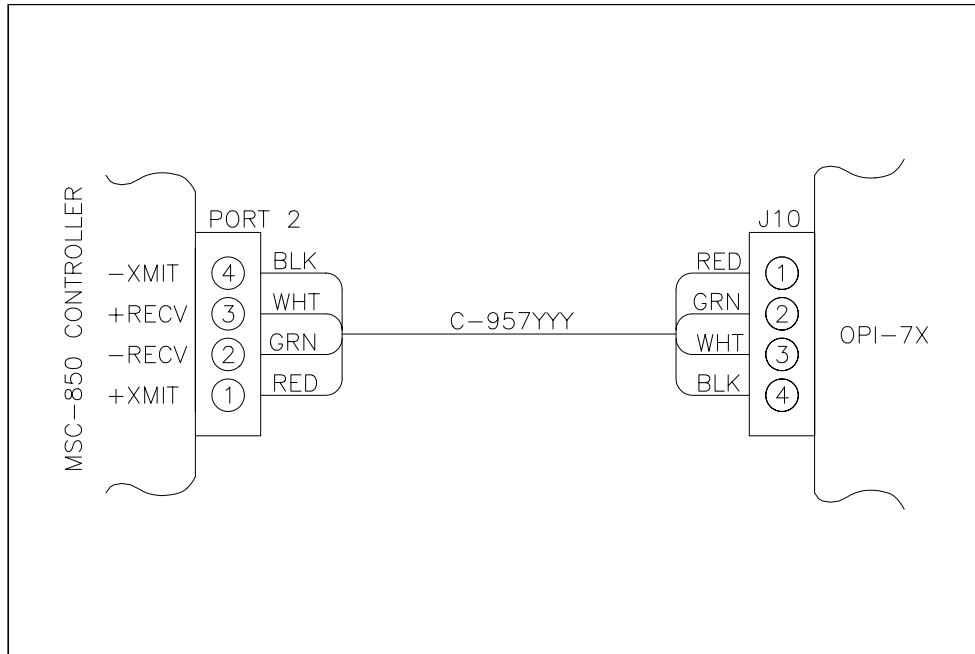 MSC-850 CONTROLLER
PORT 2
-XMIT 4 BLK
+RECV 3 WHT
-RECV 2 GRN
+XMIT 1 RED
C-957YYY
J10
RED 1
GRN 2
WHT 3
BLK 4
OPI-7X